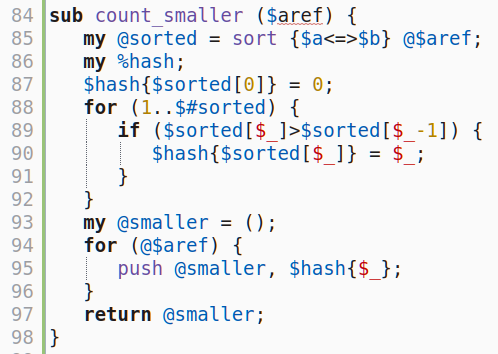 84 sub count_smaller ($aref) {
85    my @sorted = sort {$a<=>$b} @$aref;
86    my %hash;
87    $hash{$sorted[0]} = 0;
88    for (1..$#sorted) {
89       if ($sorted[$_]>$sorted[$_-1]) {
90          $hash{$sorted[$_]} = $_;
91       }
92    }
93    my @smaller = ();
94    for (@$aref) {
95       push @smaller, $hash{$_};
96    }
97    return @smaller;
98 }